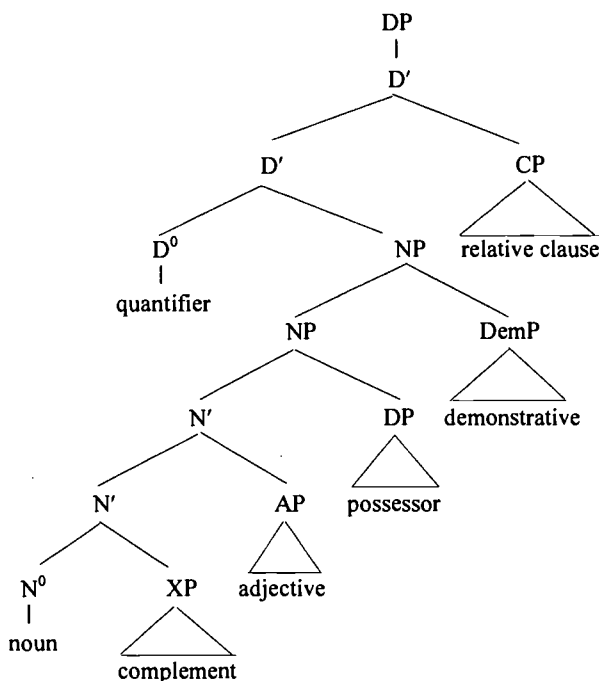 DP
D′
D′ CP
D⁰ NP relative clause
quantifier
NP DemP
N′ DP demonstrative
N′ AP possessor
N⁰ XP adjective
noun
complement